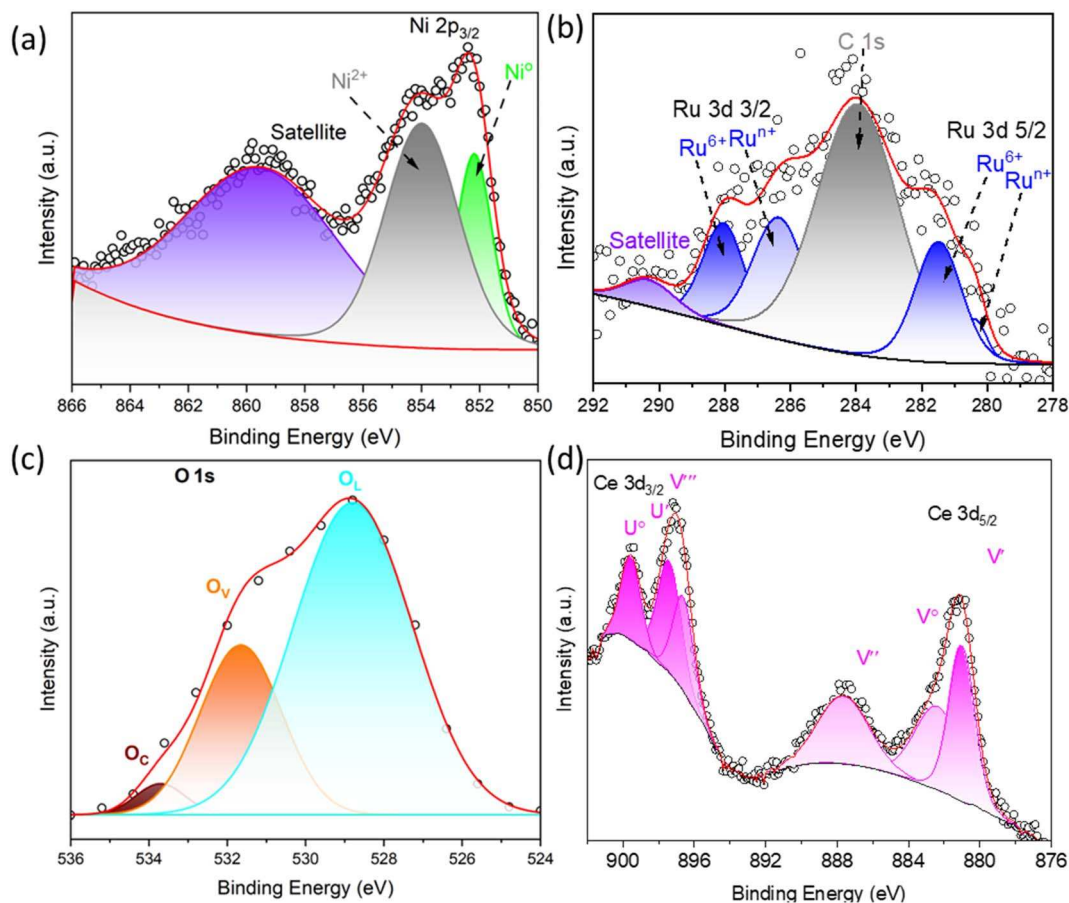 (a)
Ni 2p3/2
Ni2+
Nio
Satellite
Intensity (a.u.)
866 864 862 860 858 856 854 852 850
Binding Energy (eV)
(b)
C 1s
Ru 3d 3/2
Ru6+ Run+
Ru 3d 5/2
Ru6+
Run+
Satellite
Intensity (a.u.)
292 290 288 286 284 282 280 278
Binding Energy (eV)
(c)
O 1s
OL
OV
OC
Intensity (a.u.)
536 534 532 530 528 526 524
Binding Energy (eV)
(d)
Ce 3d3/2
V'''
U'
Uo
Ce 3d5/2
V'
Vo
V''
Intensity (a.u.)
900 896 892 888 884 880 876
Binding Energy (eV)